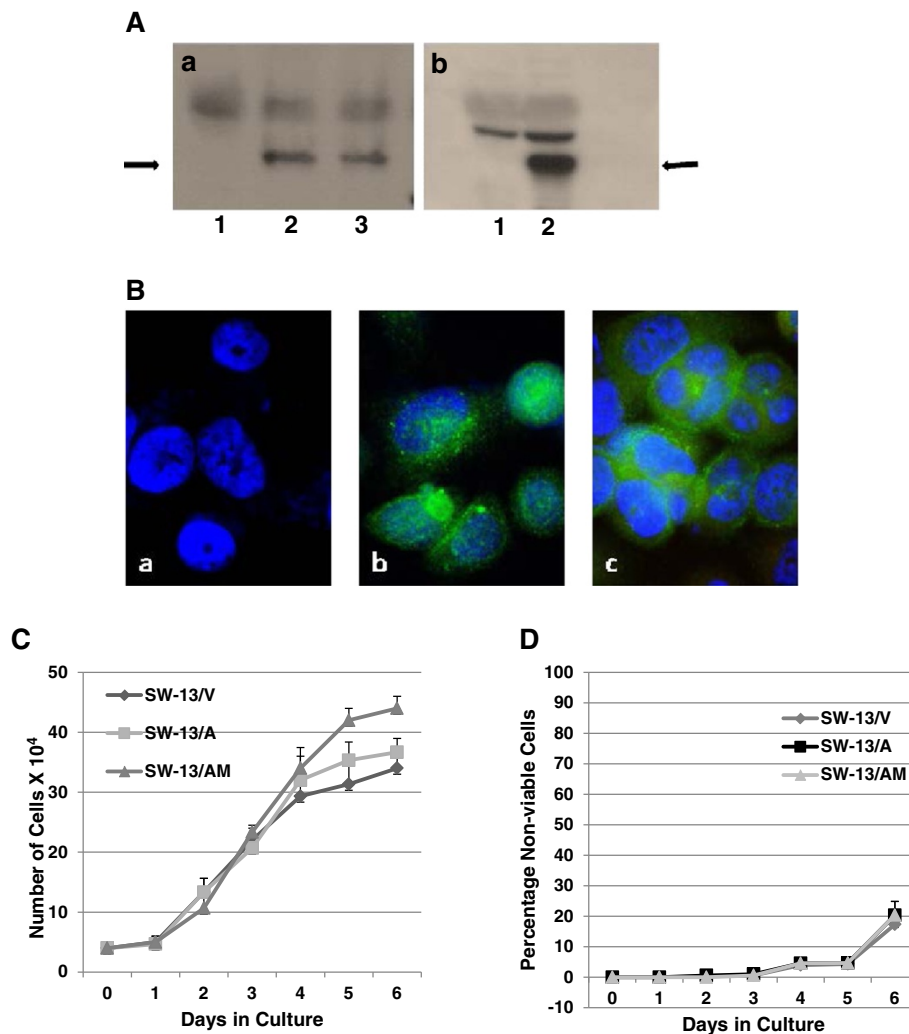 A
a
b
1 2 3
1 2
B
a
b
c
C
50
40
30
20
10
0
Number of Cells X 10⁴
SW-13/V
SW-13/A
SW-13/AM
0 1 2 3 4 5 6
Days in Culture
D
100
90
80
70
60
50
40
30
20
10
0
-10
Percentage Non-viable Cells
SW-13/V
SW-13/A
SW-13/AM
0 1 2 3 4 5 6
Days in Culture